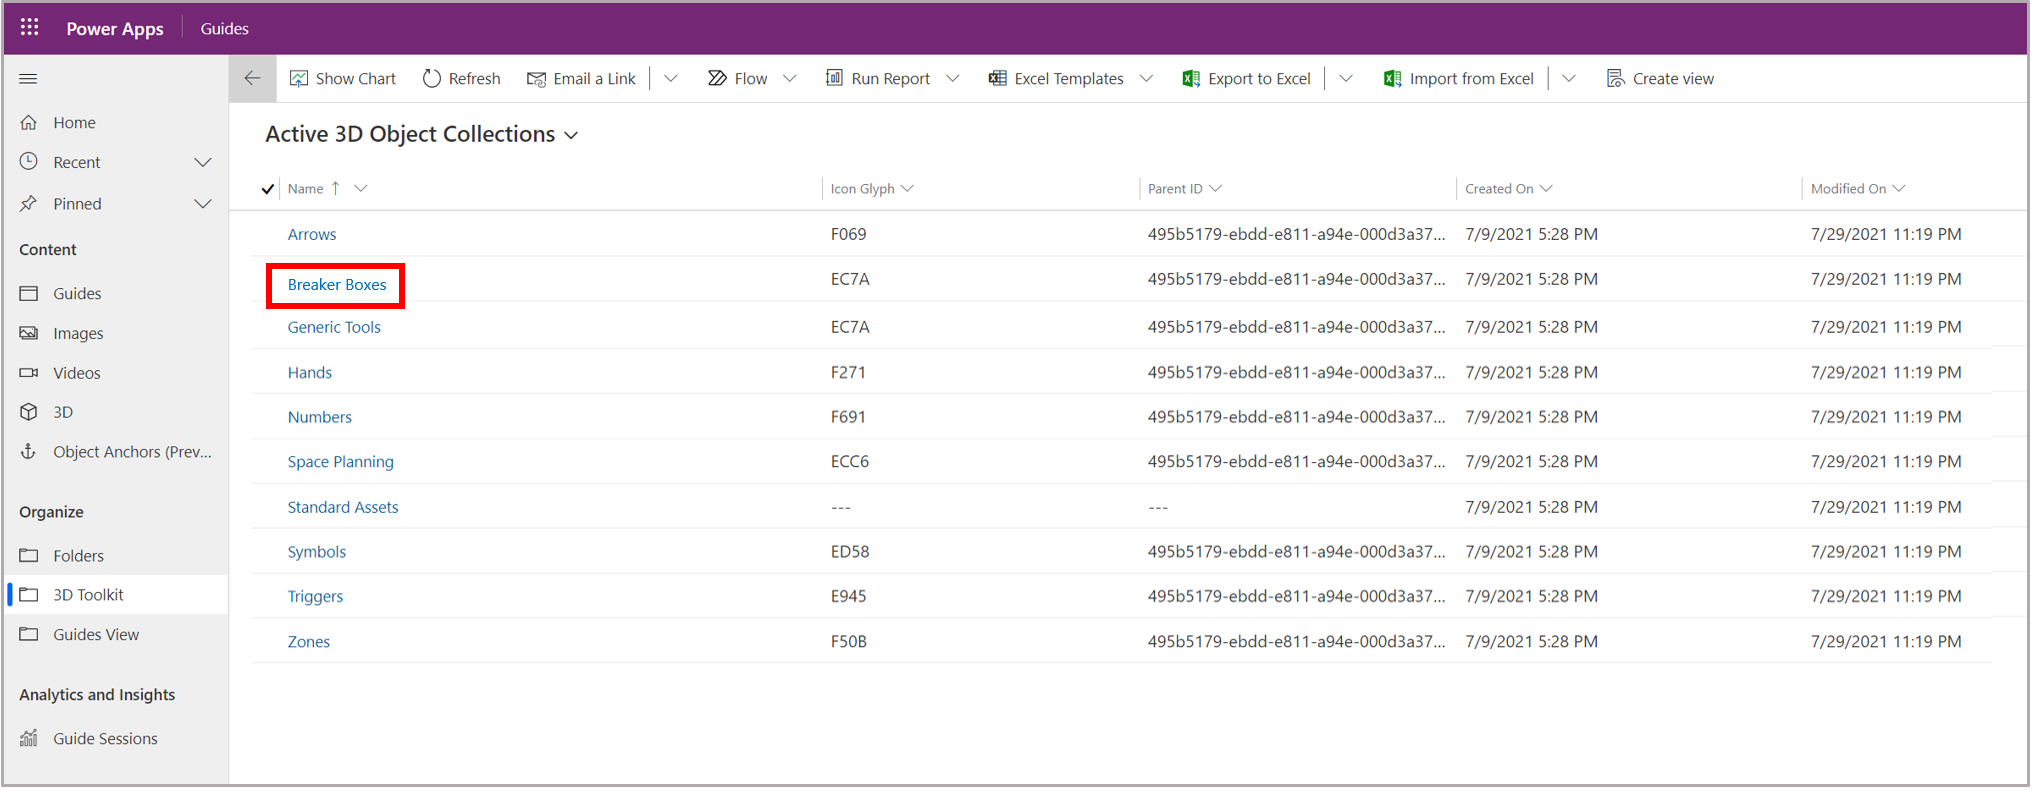 Power Apps Guides
Show Chart Refresh Email a Link Flow Run Report Excel Templates Export to Excel Import from Excel Create view
Home
Recent
Pinned
Content
Guides
Images
Videos
3D
Object Anchors (Prev...
Organize
Folders
3D Toolkit
Guides View
Analytics and Insights
Guide Sessions
Active 3D Object Collections
Name Icon Glyph Parent ID Created On Modified On
Arrows F069 495b5179-ebdd-e811-a94e-000d3a37... 7/9/2021 5:28 PM 7/29/2021 11:19 PM
Breaker Boxes EC7A 495b5179-ebdd-e811-a94e-000d3a37... 7/9/2021 5:28 PM 7/29/2021 11:19 PM
Generic Tools EC7A 495b5179-ebdd-e811-a94e-000d3a37... 7/9/2021 5:28 PM 7/29/2021 11:19 PM
Hands F271 495b5179-ebdd-e811-a94e-000d3a37... 7/9/2021 5:28 PM 7/29/2021 11:19 PM
Numbers F691 495b5179-ebdd-e811-a94e-000d3a37... 7/9/2021 5:28 PM 7/29/2021 11:19 PM
Space Planning ECC6 495b5179-ebdd-e811-a94e-000d3a37... 7/9/2021 5:28 PM 7/29/2021 11:19 PM
Standard Assets --- --- 7/9/2021 5:28 PM 7/29/2021 11:19 PM
Symbols ED58 495b5179-ebdd-e811-a94e-000d3a37... 7/9/2021 5:28 PM 7/29/2021 11:19 PM
Triggers E945 495b5179-ebdd-e811-a94e-000d3a37... 7/9/2021 5:28 PM 7/29/2021 11:19 PM
Zones F50B 495b5179-ebdd-e811-a94e-000d3a37... 7/9/2021 5:28 PM 7/29/2021 11:19 PM